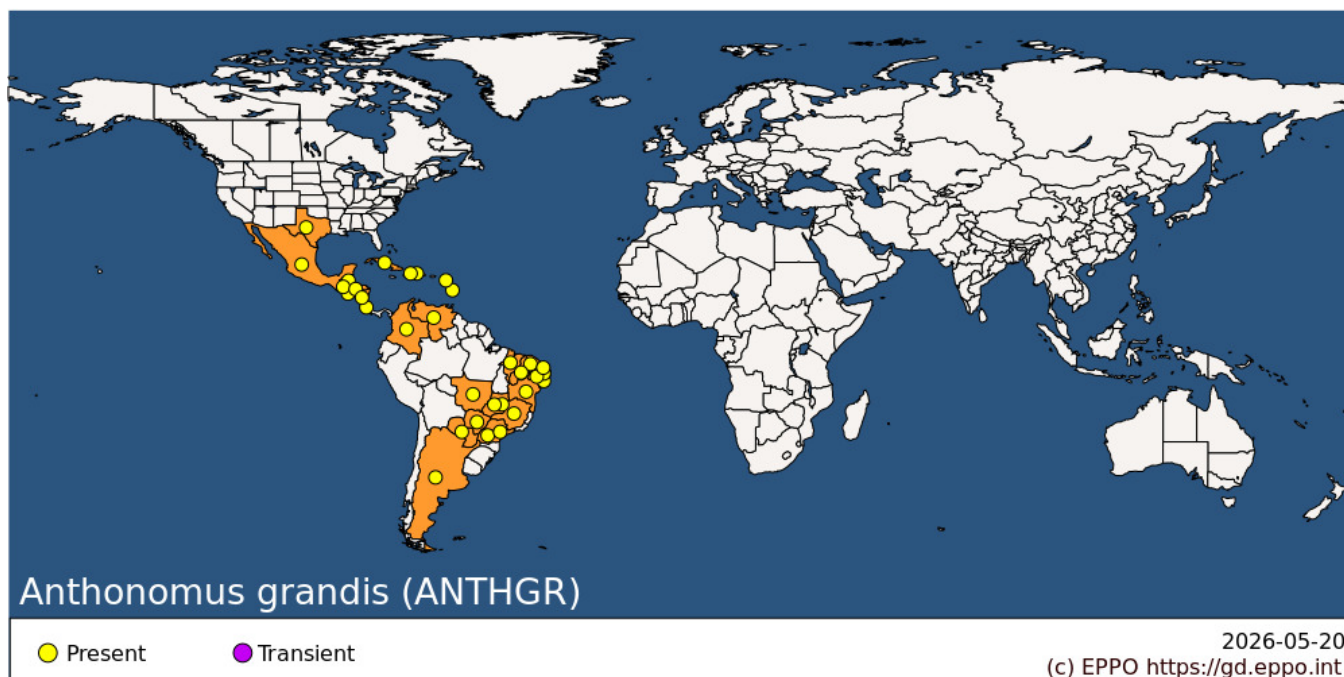 Anthonomus grandis (ANTHGR)
Present
Transient
2026-05-20
(c) EPPO https://gd.eppo.int